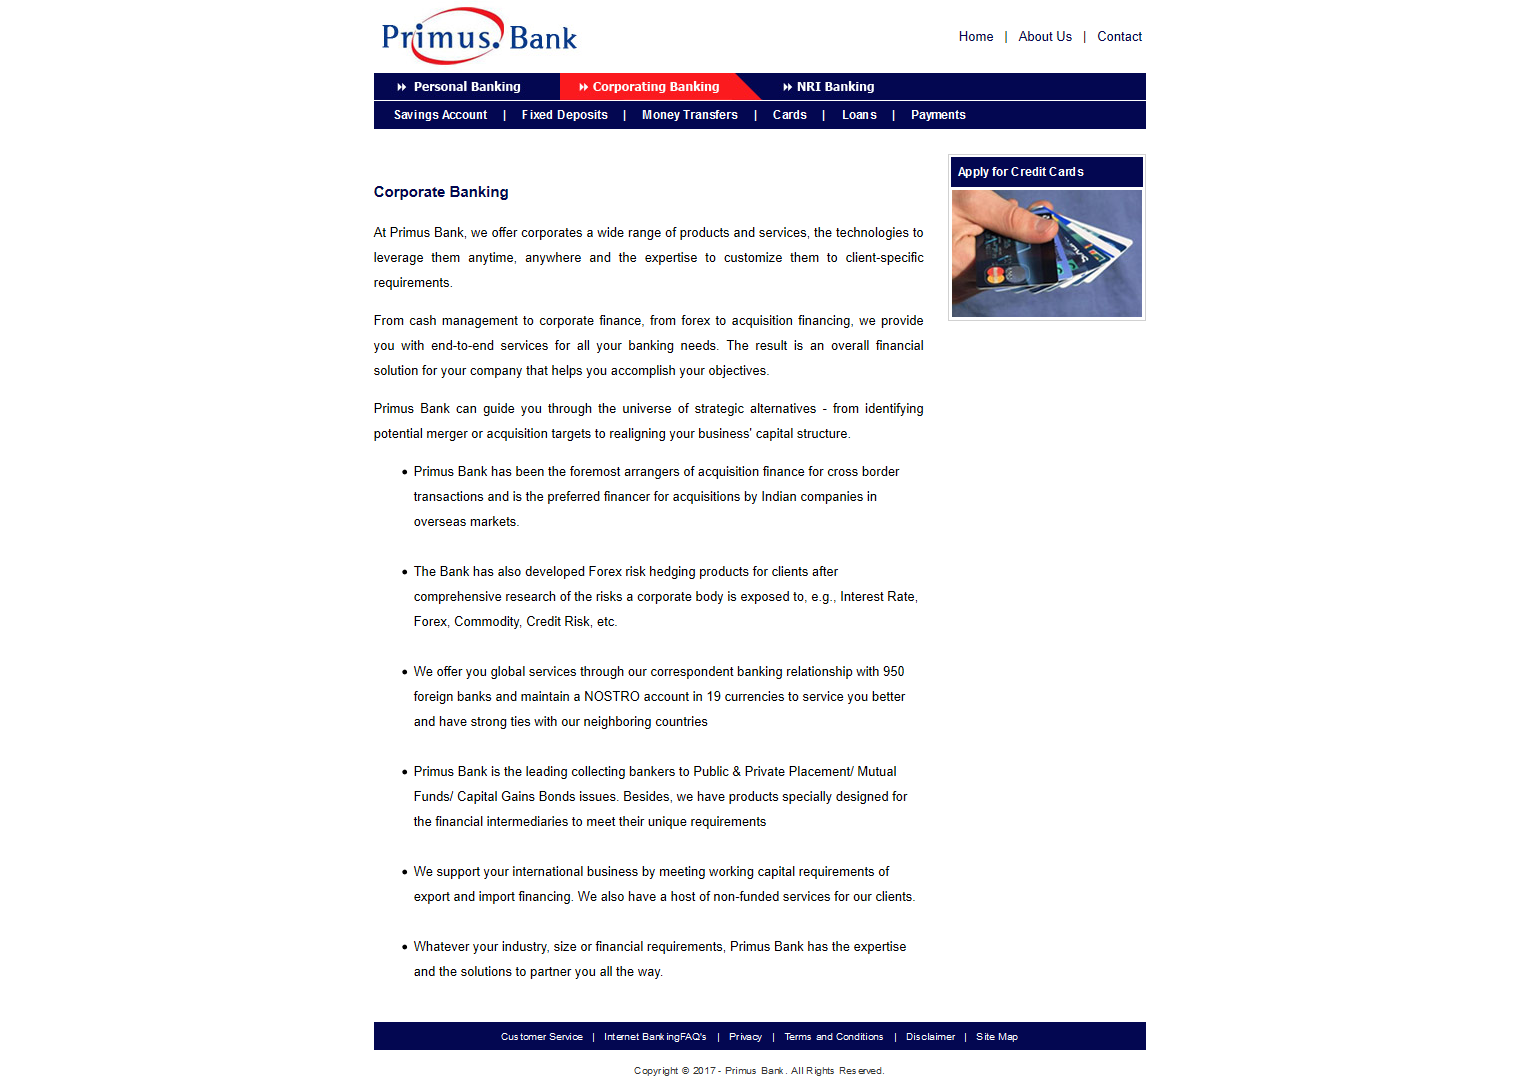 Primus. Bank
Home | About Us | Contact
Personal Banking Corporating Banking NRI Banking
Savings Account | Fixed Deposits | Money Transfers | Cards | Loans | Payments
Apply for Credit Cards
Corporate Banking
At Primus Bank, we offer corporates a wide range of products and services, the technologies to
leverage them anytime, anywhere and the expertise to customize them to client-specific
requirements.
From cash management to corporate finance, from forex to acquisition financing, we provide
you with end-to-end services for all your banking needs. The result is an overall financial
solution for your company that helps you accomplish your objectives.
Primus Bank can guide you through the universe of strategic alternatives - from identifying
potential merger or acquisition targets to realigning your business' capital structure.
• Primus Bank has been the foremost arrangers of acquisition finance for cross border
transactions and is the preferred financer for acquisitions by Indian companies in
overseas markets.
• The Bank has also developed Forex risk hedging products for clients after
comprehensive research of the risks a corporate body is exposed to, e.g., Interest Rate,
Forex, Commodity, Credit Risk, etc.
• We offer you global services through our correspondent banking relationship with 950
foreign banks and maintain a NOSTRO account in 19 currencies to service you better
and have strong ties with our neighboring countries
• Primus Bank is the leading collecting bankers to Public & Private Placement/ Mutual
Funds/ Capital Gains Bonds issues. Besides, we have products specially designed for
the financial intermediaries to meet their unique requirements
• We support your international business by meeting working capital requirements of
export and import financing. We also have a host of non-funded services for our clients.
• Whatever your industry, size or financial requirements, Primus Bank has the expertise
and the solutions to partner you all the way.
Customer Service | Internet BankingFAQ's | Privacy | Terms and Conditions | Disclaimer | Site Map
Copyright © 2017 - Primus Bank. All Rights Reserved.